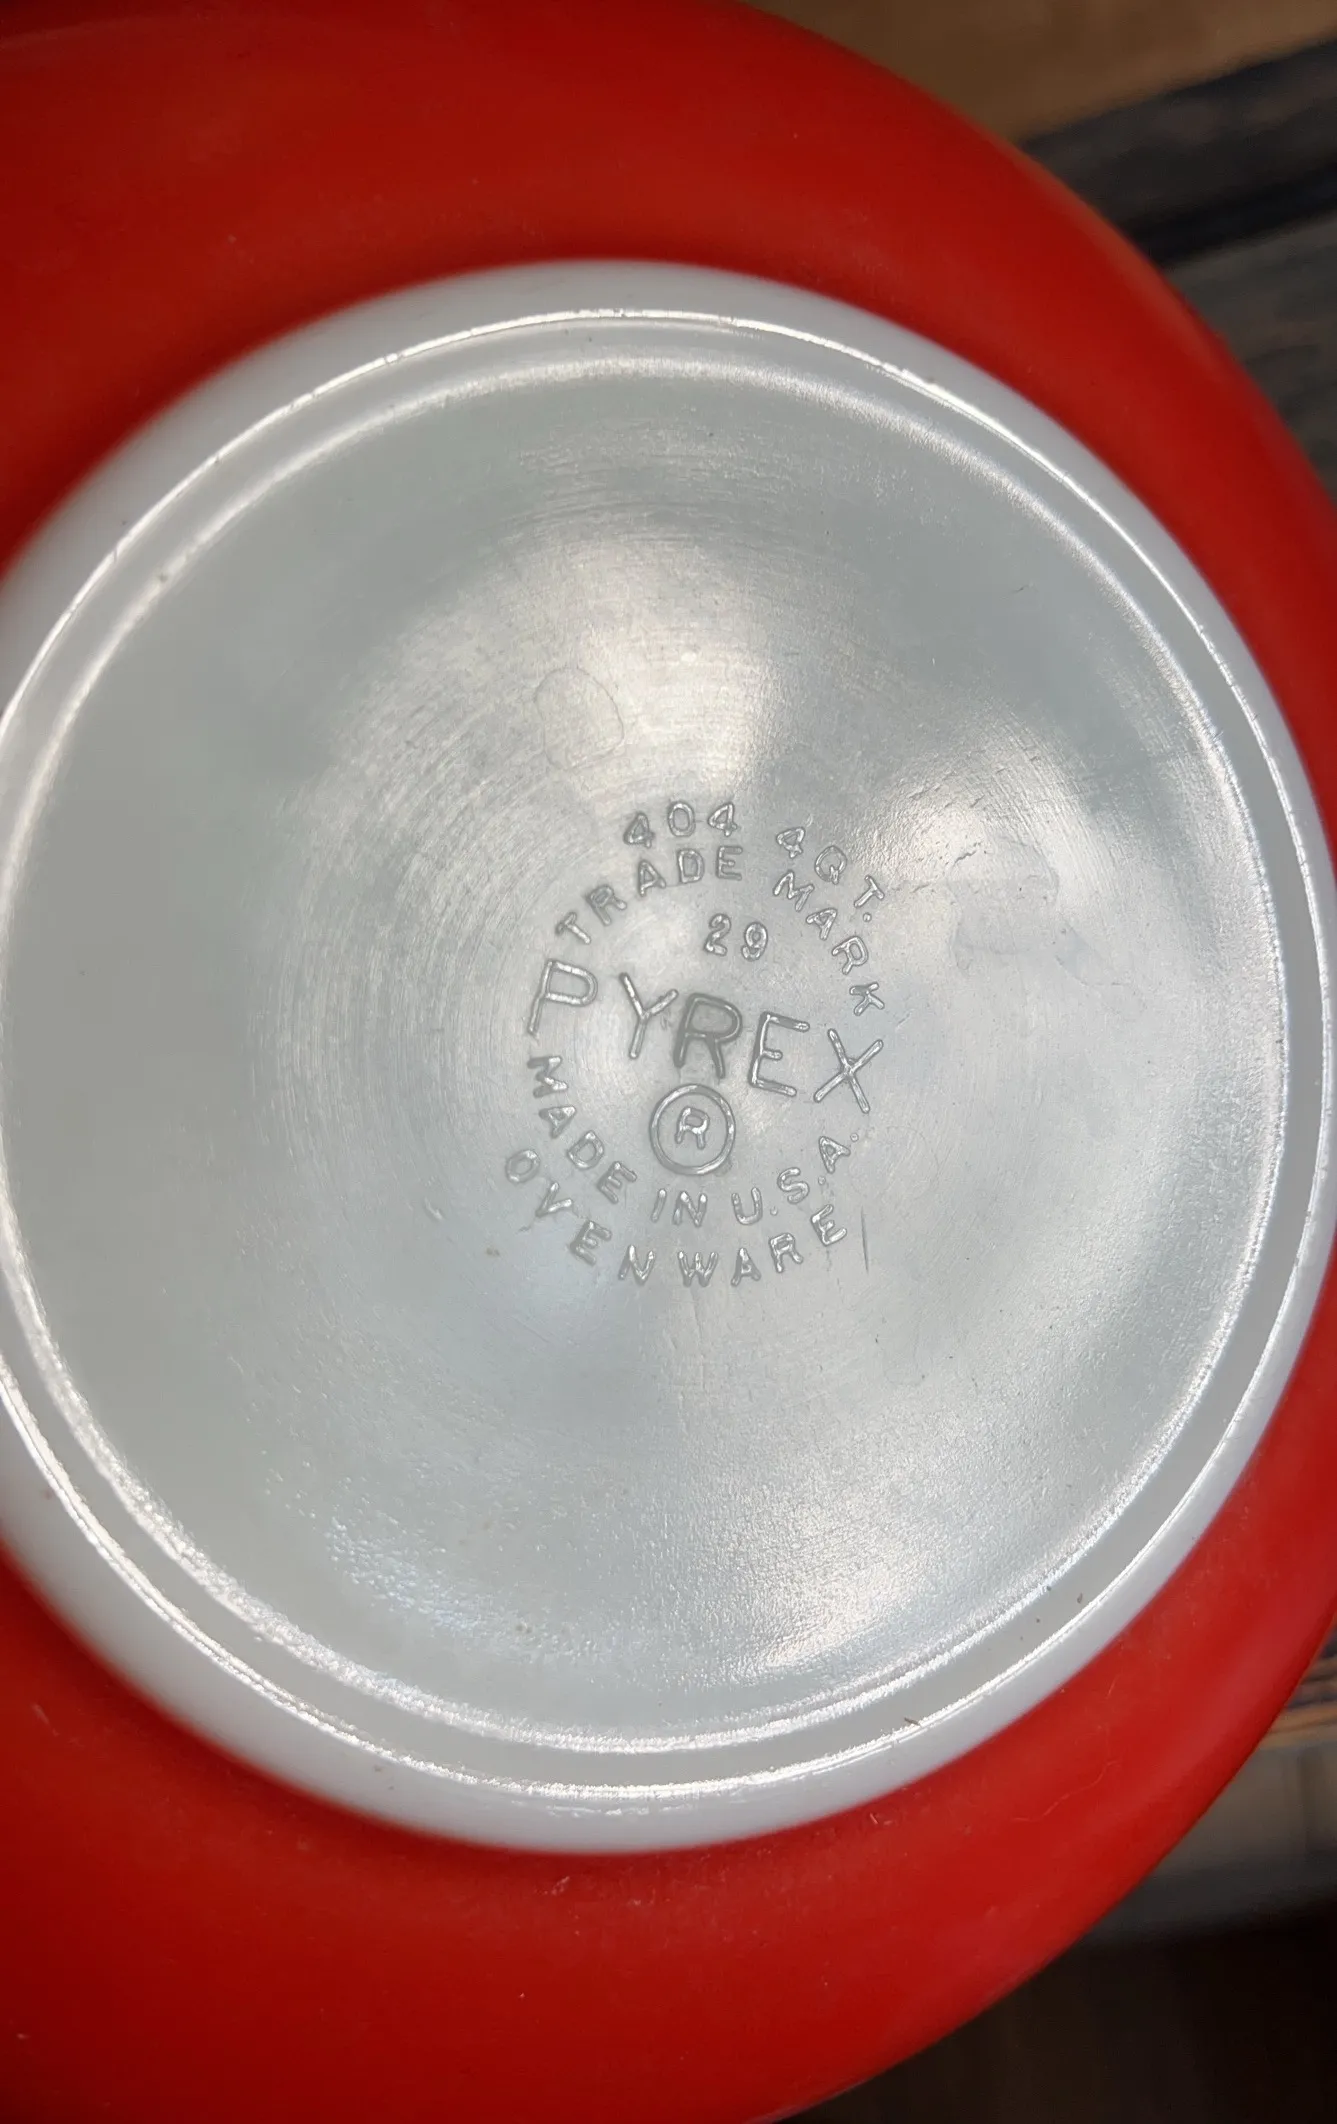 404 4QT.
TRADE MARK
29
PYREX
®
MADE IN U.S.A.
OVENWARE